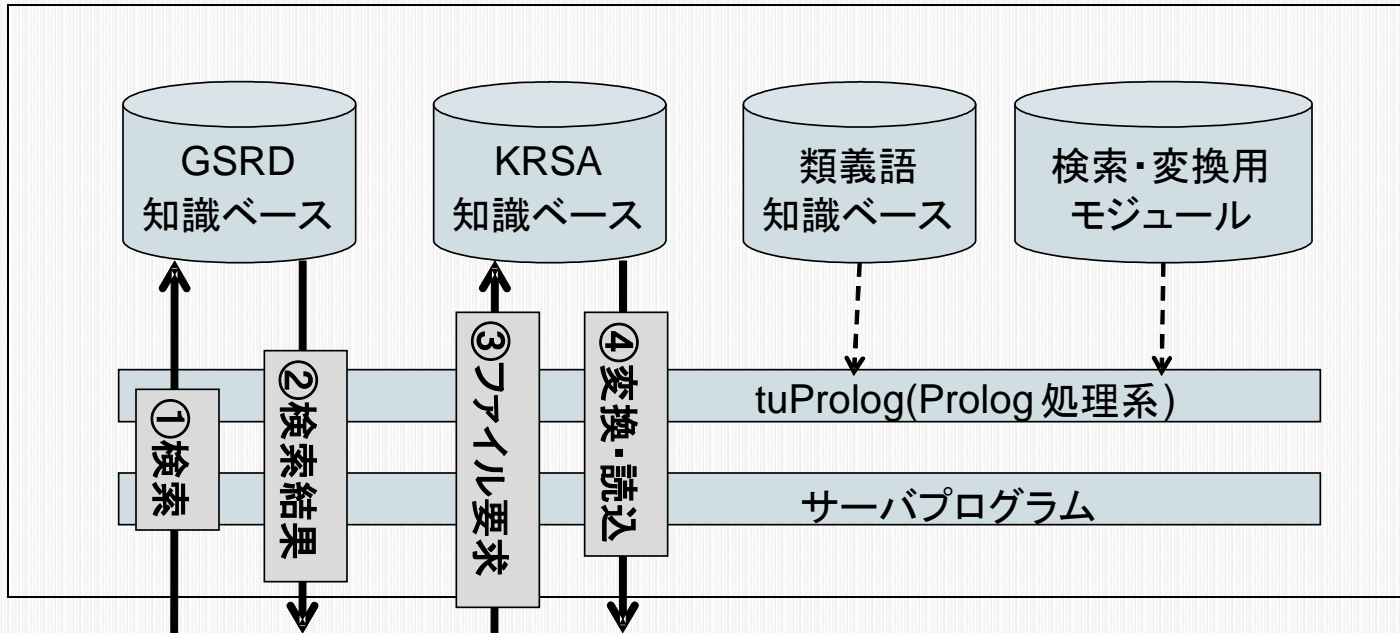 GSRD
知識ベース
KRSA
知識ベース
類義語
知識ベース
検索・変換用
モジュール
①検索
②検索結果
③ファイル要求
④変換・読込
tuProlog(Prolog 処理系)
サーバプログラム